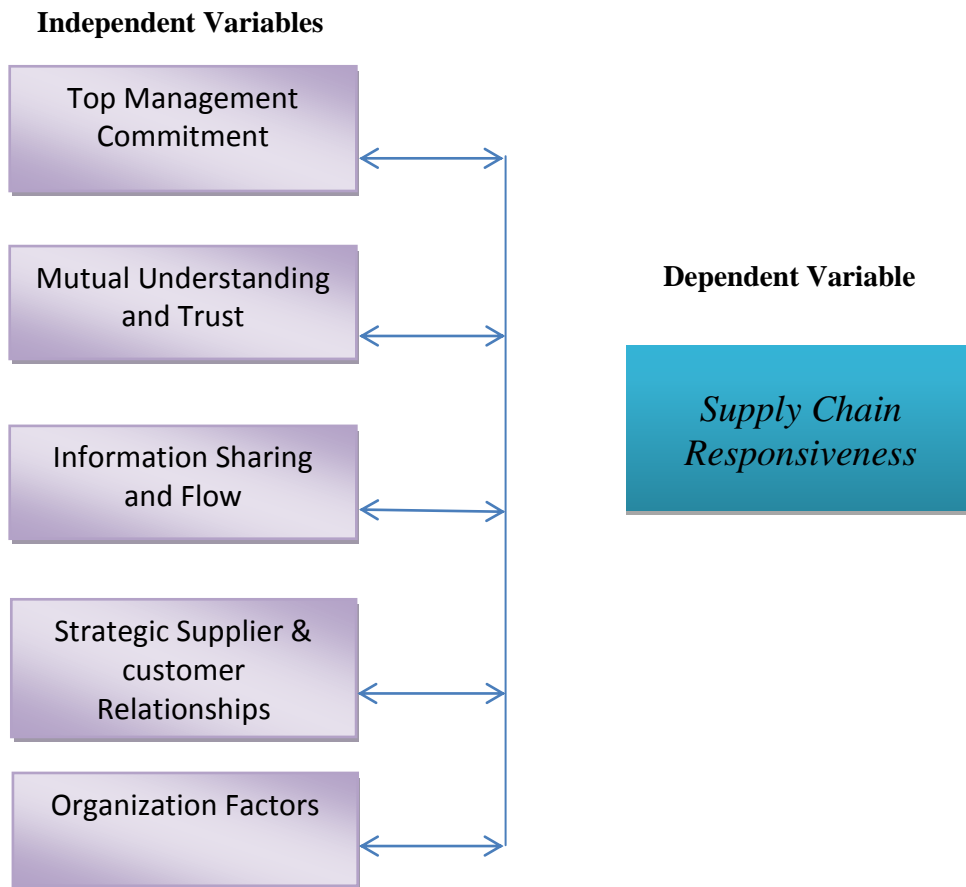 Independent Variables
Top Management
Commitment
Mutual Understanding
and Trust
Information Sharing
and Flow
Strategic Supplier &
customer
Relationships
Organization Factors
Dependent Variable
Supply Chain
Responsiveness